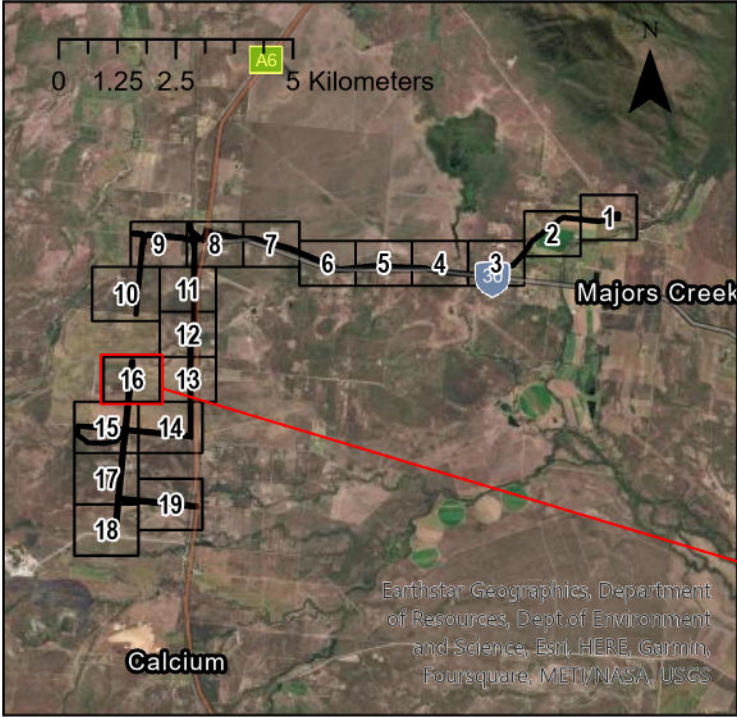 N
A6
0 1.25 2.5 5 Kilometers
1
2
9 8 7
6 5 4 3
30
10 11
Majors Creek
12
16 13
15 14
17
19
18
Earthstar Geographics, Department
of Resources, Dept.of Environment
and Science, Esri, HERE, Garmin,
Foursquare, METI/NASA, USGS
Calcium